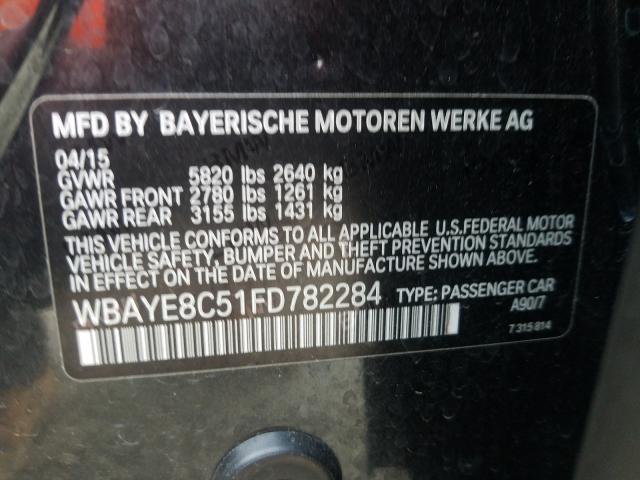 MFD BY BAYERISCHE MOTOREN WERKE AG
04/15
GVWR 5820 lbs 2640 kg
GAWR FRONT 2780 lbs 1261 kg
GAWR REAR 3155 lbs 1431 kg
THIS VEHICLE CONFORMS TO ALL APPLICABLE U.S.FEDERAL MOTOR
VEHICLE SAFETY, BUMPER AND THEFT PREVENTION STANDARDS
IN EFFECT ON THE DATE OF MANUFACTURE SHOWN ABOVE.
WBAYE8C51FD782284 TYPE: PASSENGER CAR
A90/7
7 315 814